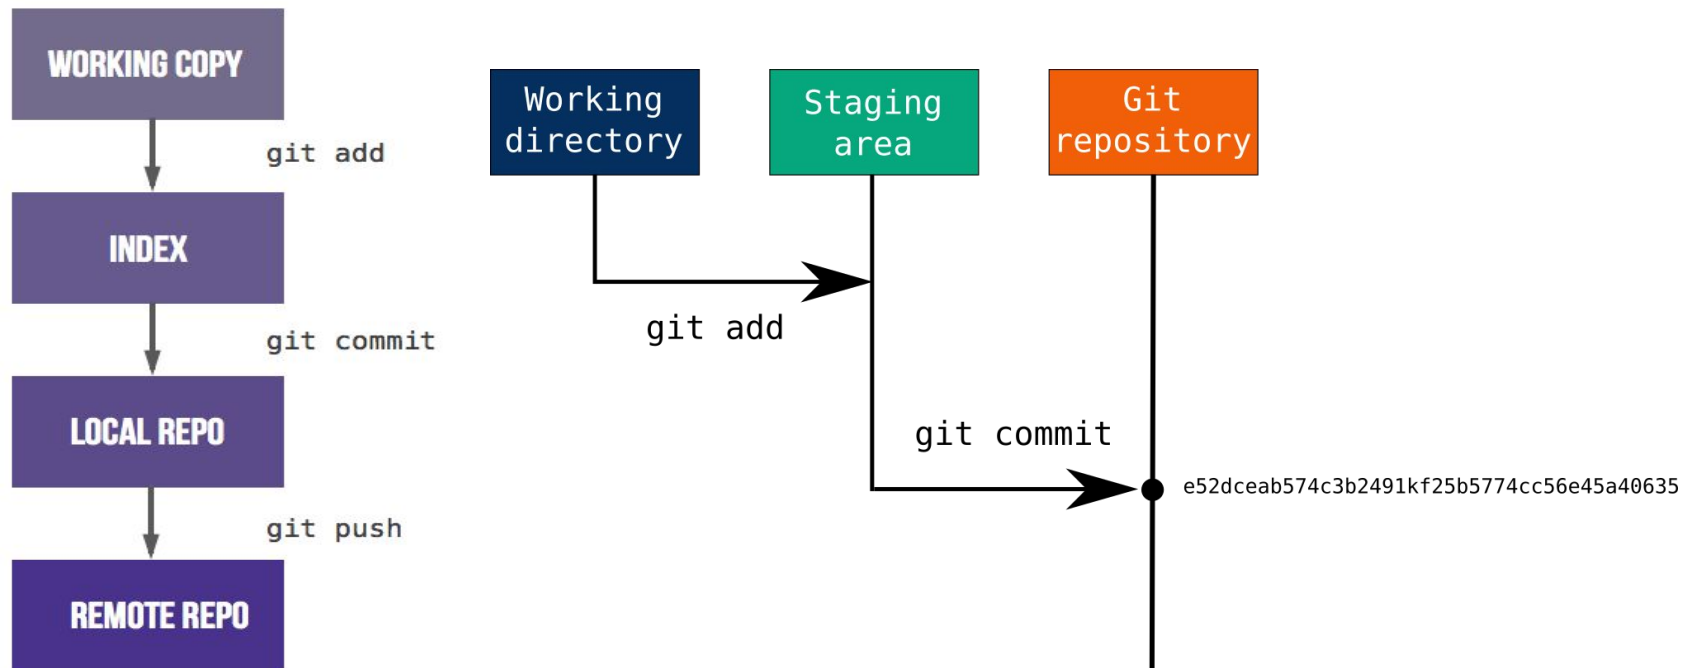 WORKING COPY
git add
INDEX
git commit
LOCAL REPO
git push
REMOTE REPO
Working
directory
Staging
area
Git
repository
git add
git commit
e52dceab574c3b2491kf25b5774cc56e45a40635